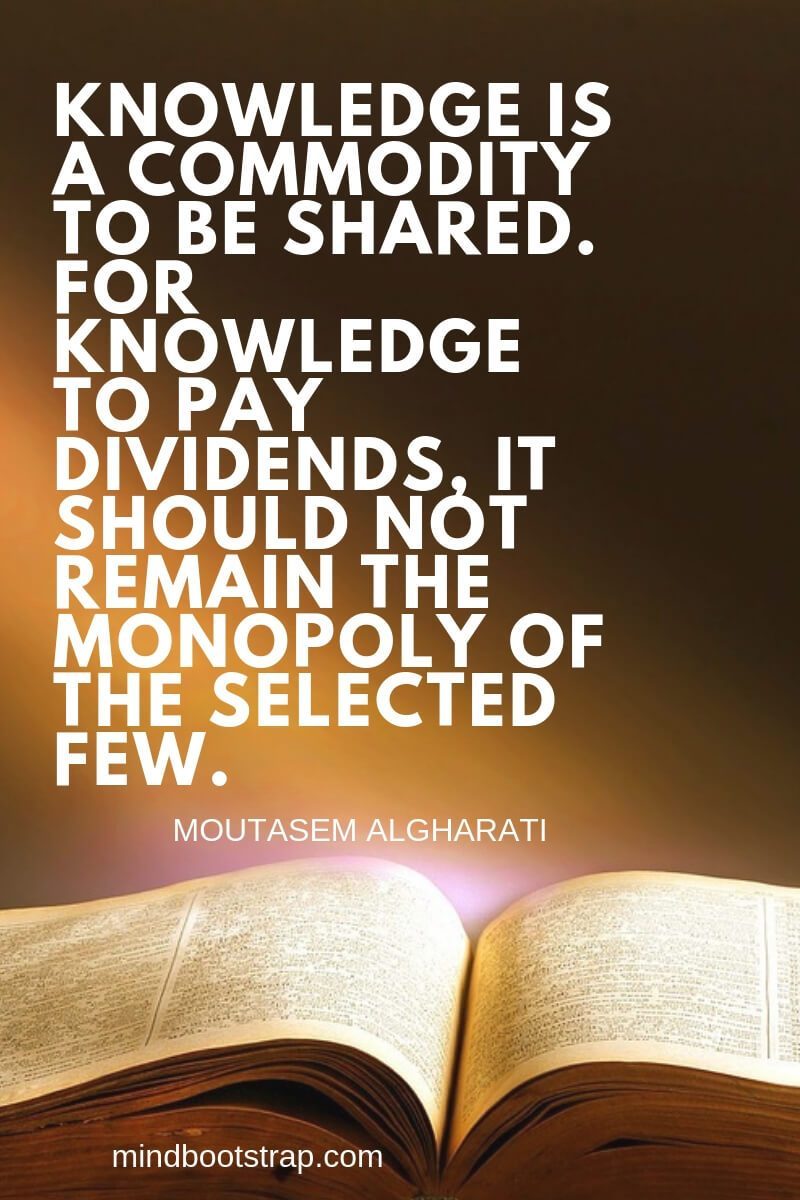 KNOWLEDGE IS
A COMMODITY
TO BE SHARED.
FOR
KNOWLEDGE
TO PAY
DIVIDENDS, IT
SHOULD NOT
REMAIN THE
MONOPOLY OF
THE SELECTED
FEW.
MOUTASEM ALGHARATI
mindbootstrap.com